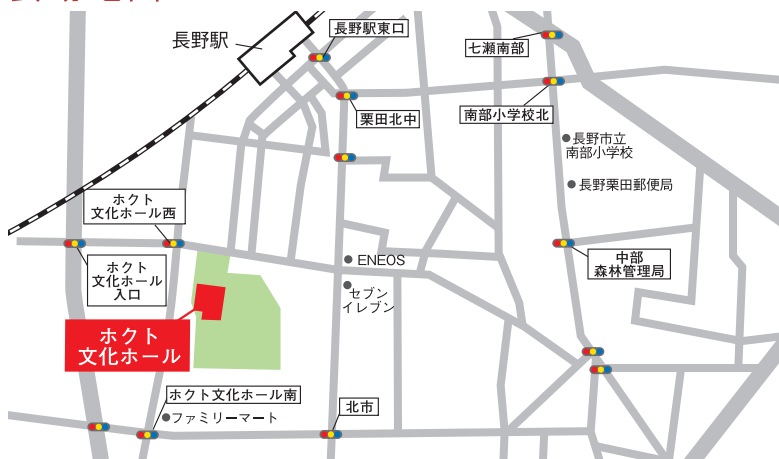 長野駅
長野駅東口
七瀬南部
栗田北中
南部小学校北
長野市立
南部小学校
長野栗田郵便局
ホクト
文化ホール西
ホクト
文化ホール
入口
ENEOS
セブン
イレブン
中部
森林管理局
ホクト
文化ホール
ホクト文化ホール南
ファミリーマート
北市